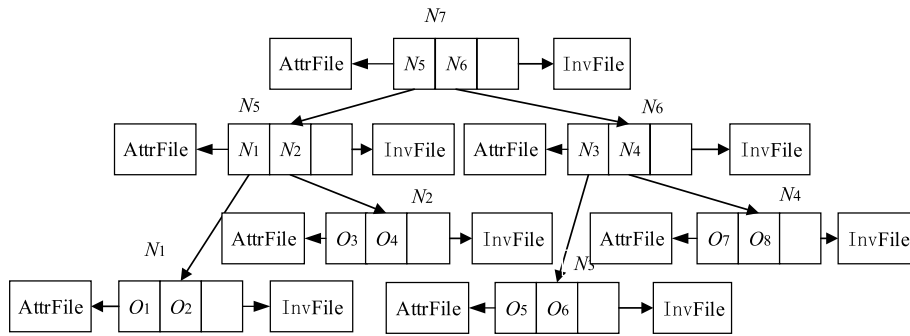 N7
AttrFile N5 N6 InvFile
N5 N6
AttrFile N1 N2 InvFile AttrFile N3 N4 InvFile
N2 N4
AttrFile O3 O4 InvFile AttrFile O7 O8 InvFile
N1 N3
AttrFile O1 O2 InvFile AttrFile O5 O6 InvFile